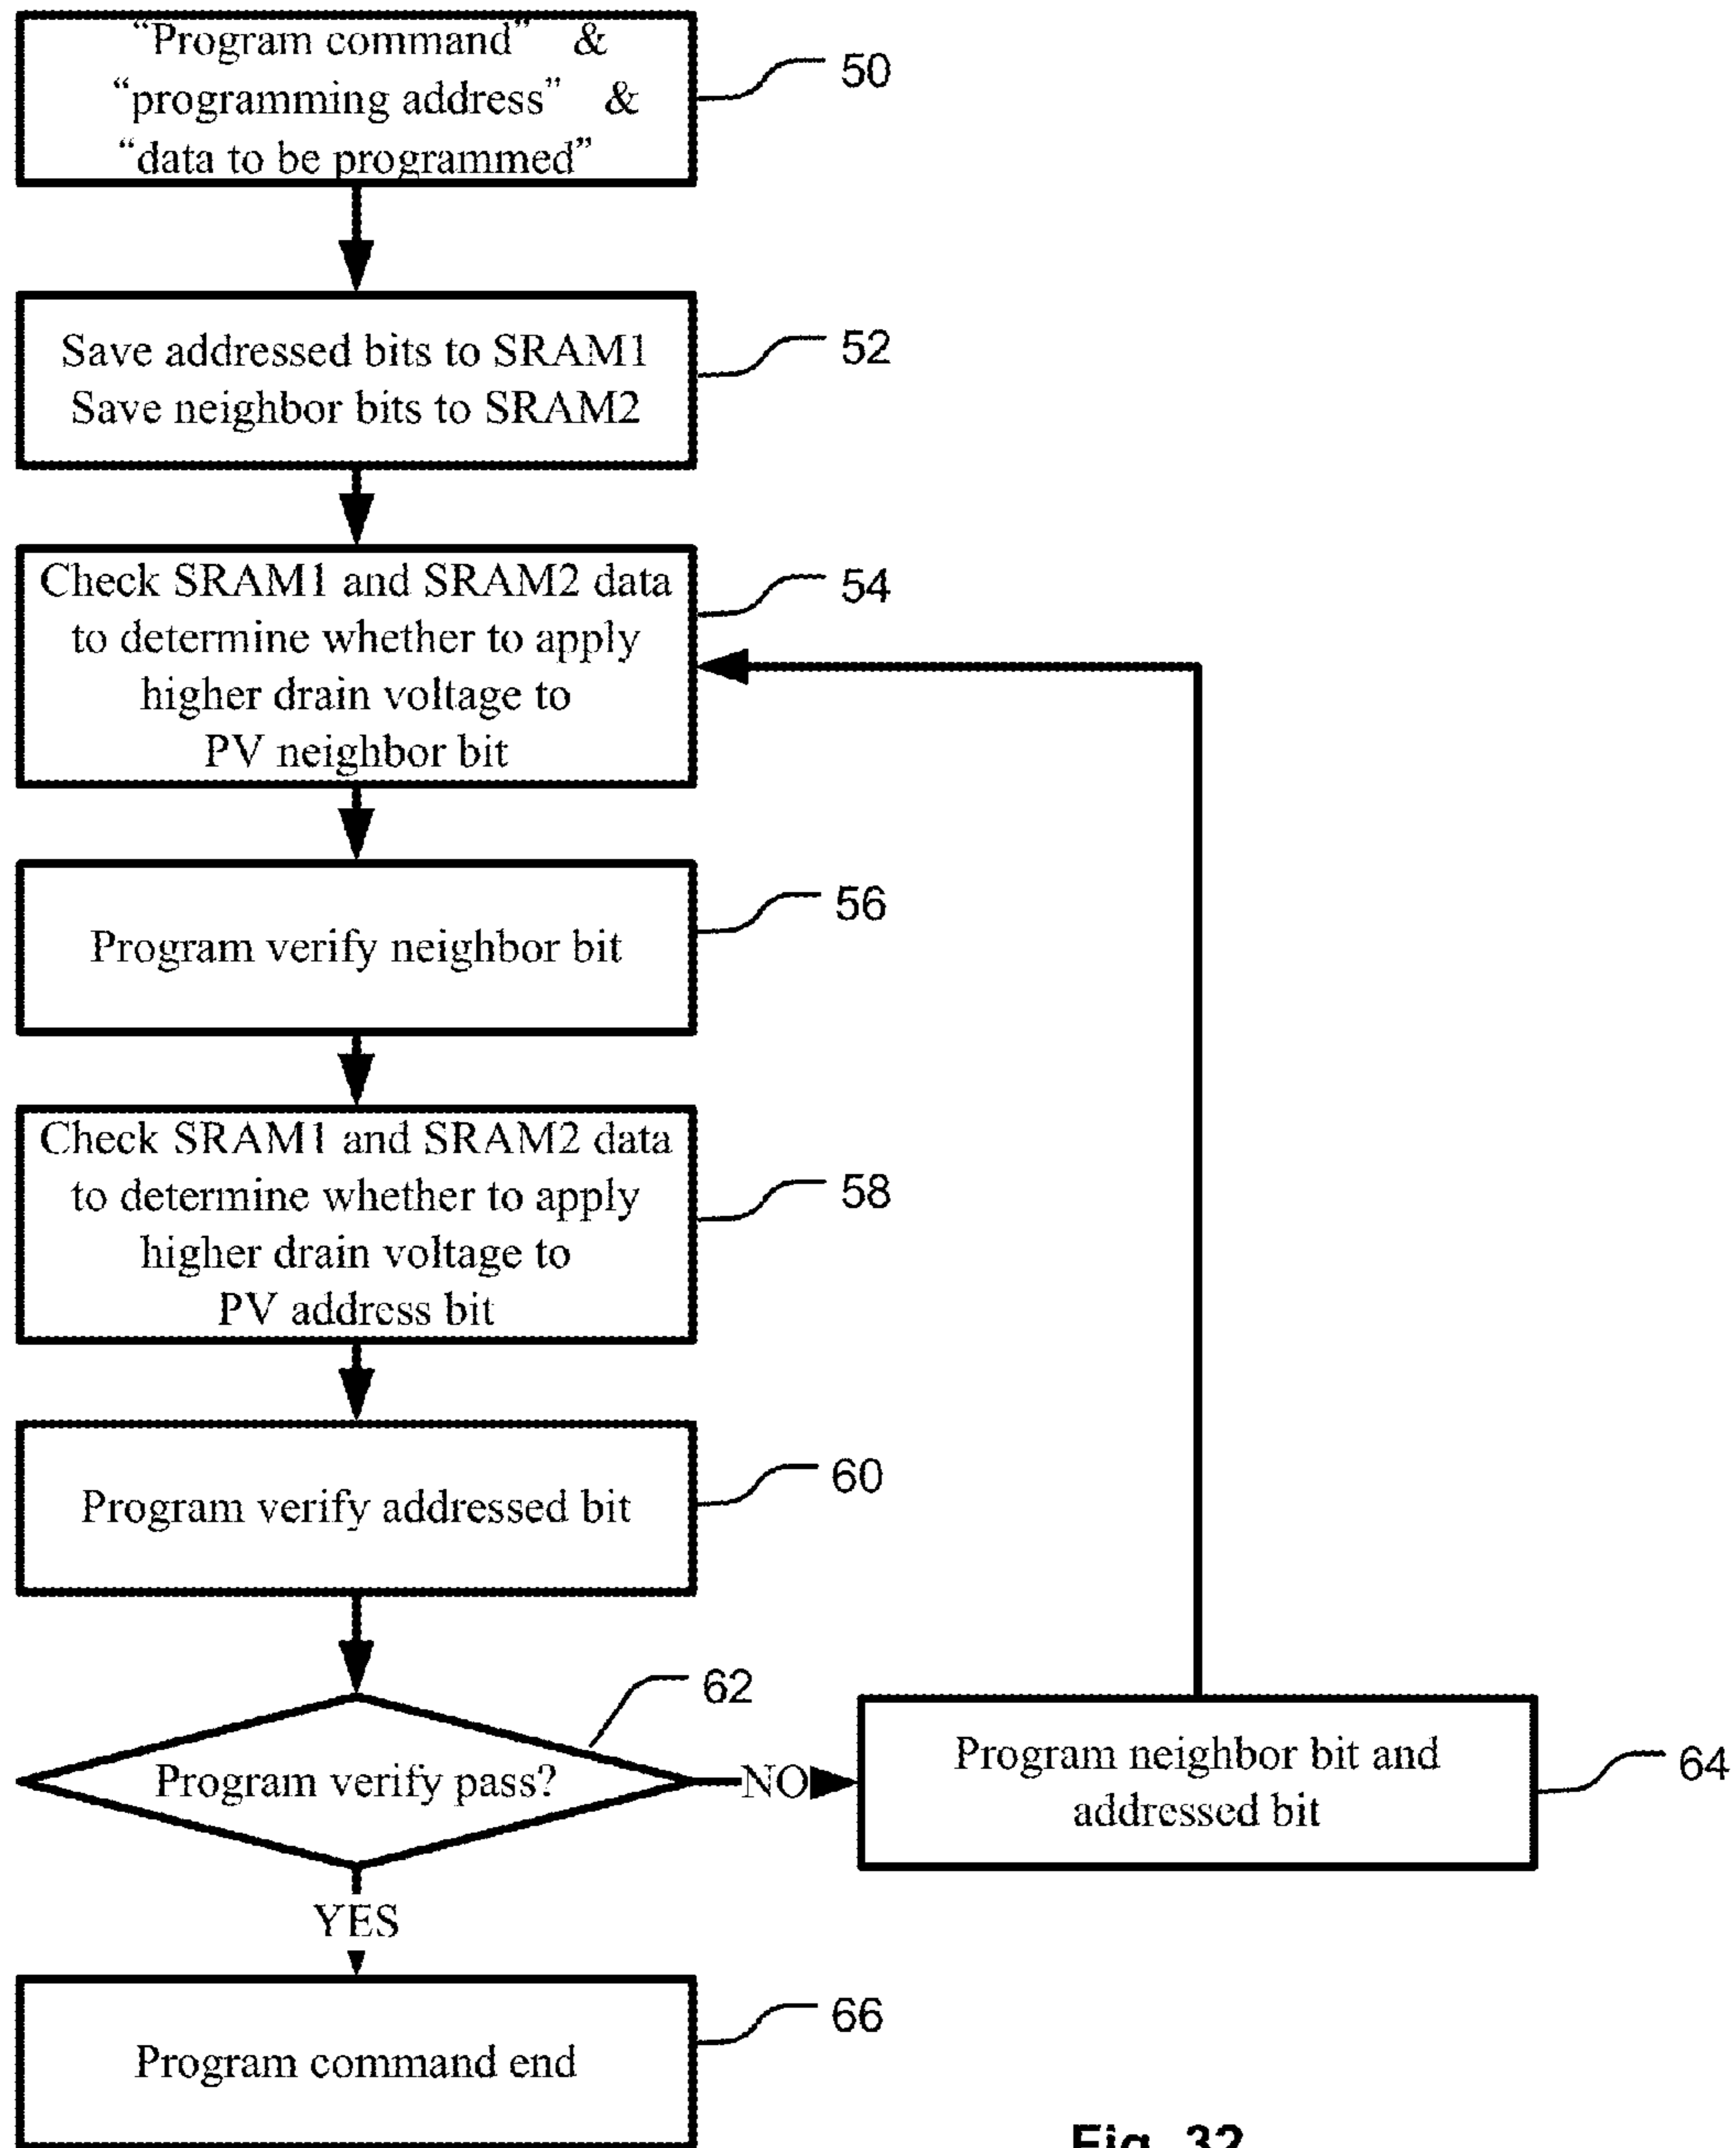 “Program command” &
“programming address” &
“data to be programmed”
50
Save addressed bits to SRAM1
Save neighbor bits to SRAM2
52
Check SRAM1 and SRAM2 data
to determine whether to apply
higher drain voltage to
PV neighbor bit
54
Program verify neighbor bit
56
Check SRAM1 and SRAM2 data
to determine whether to apply
higher drain voltage to
PV address bit
58
Program verify addressed bit
60
Program verify pass?
62
NO
Program neighbor bit and
addressed bit
64
YES
Program command end
66
Fig. 32